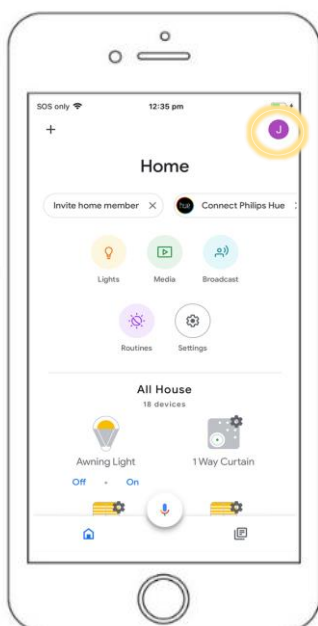 SOS only 12:35 pm
+ J
Home
Invite home member × hue Connect Philips Hue
Lights Media Broadcast
Routines Settings
All House
18 devices
Awning Light 1 Way Curtain
Off - On